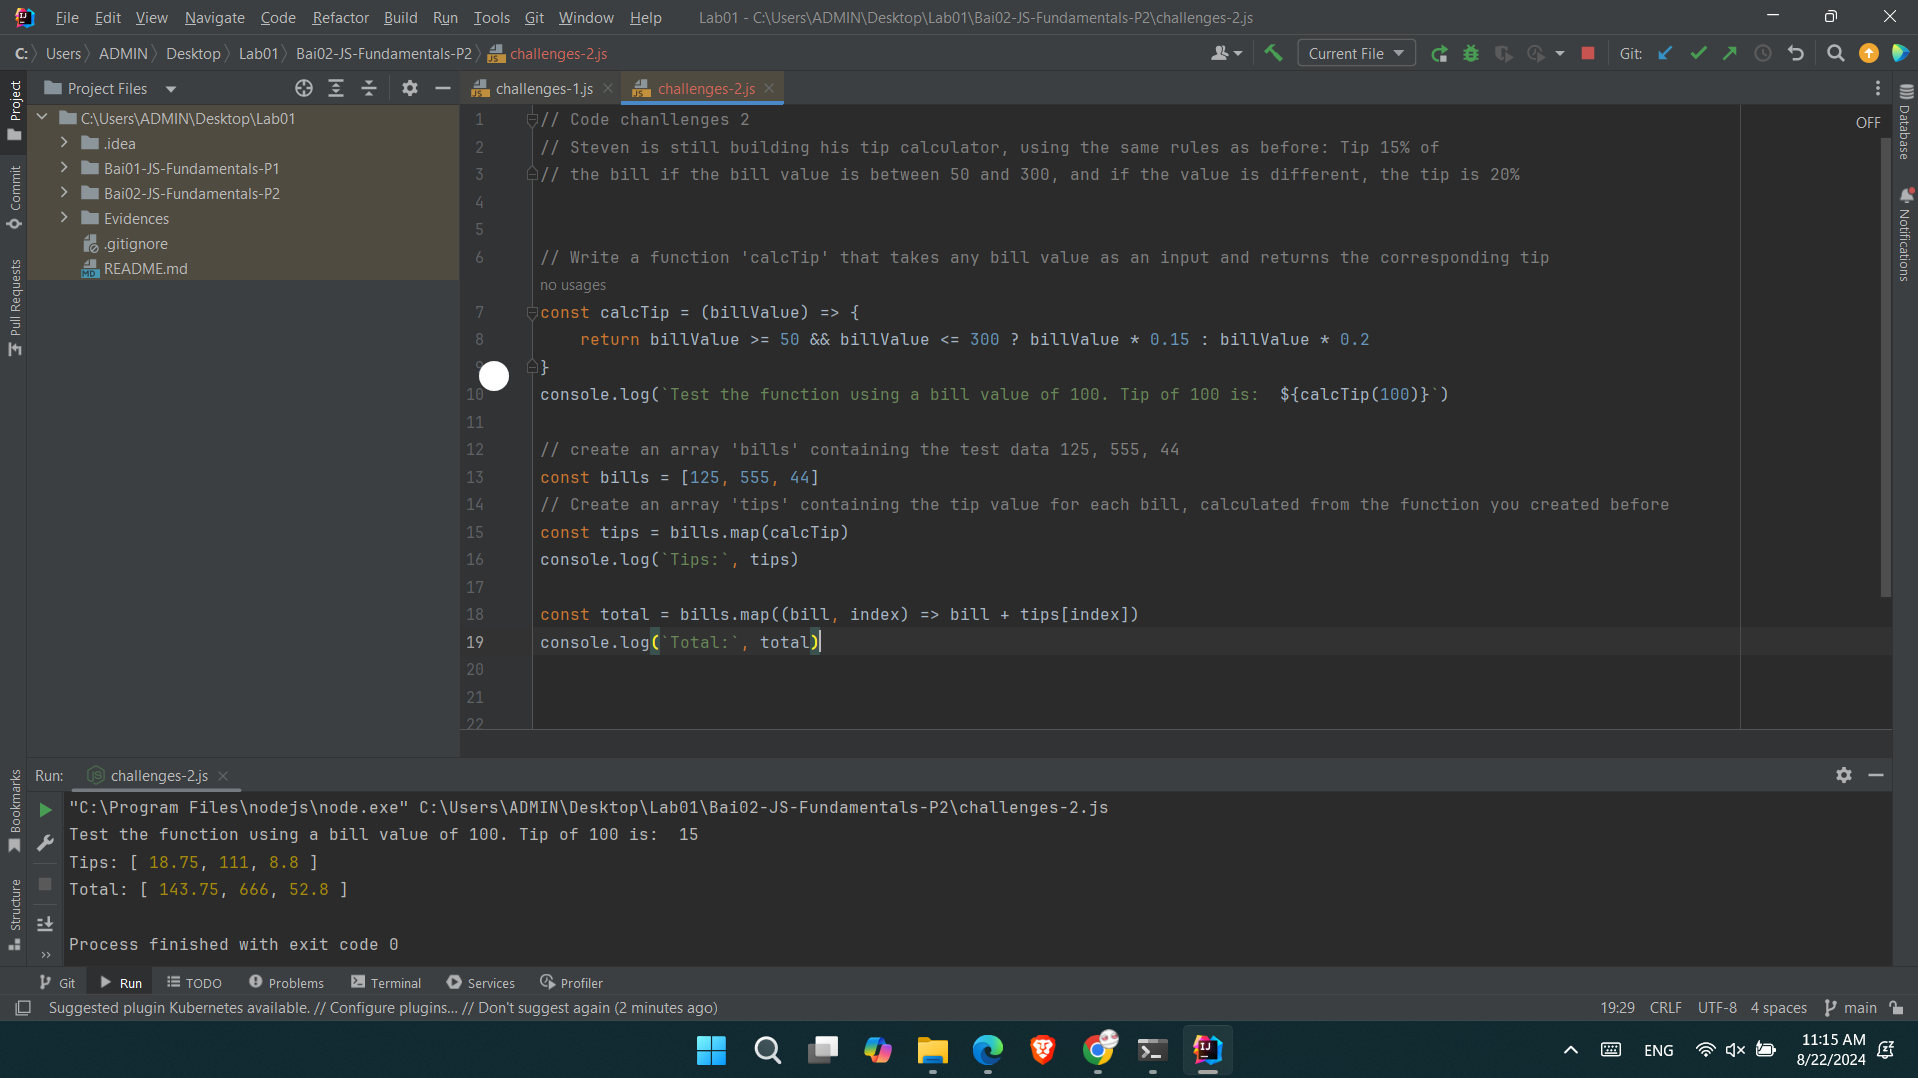 File Edit View Navigate Code Refactor Build Run Tools Git Window Help Lab01 - C:\Users\ADMIN\Desktop\Lab01\Bai02-JS-Fundamentals-P2\challenges-2.js
C: Users ADMIN Desktop Lab01 Bai02-JS-Fundamentals-P2 challenges-2.js Current File Git:
Project
Project Files
challenges-1.js challenges-2.js
C:\Users\ADMIN\Desktop\Lab01
.idea
Bai01-JS-Fundamentals-P1
Bai02-JS-Fundamentals-P2
Evidences
.gitignore
README.md
Commit
Pull Requests
OFF
Database
Notifications
1 // Code chanllenges 2
2 // Steven is still building his tip calculator, using the same rules as before: Tip 15% of
3 // the bill if the bill value is between 50 and 300, and if the value is different, the tip is 20%
4
5
6 // Write a function 'calcTip' that takes any bill value as an input and returns the corresponding tip
no usages
7 const calcTip = (billValue) => {
8     return billValue >= 50 && billValue <= 300 ? billValue * 0.15 : billValue * 0.2
9 }
10 console.log(`Test the function using a bill value of 100. Tip of 100 is:  ${calcTip(100)}`)
11
12 // create an array 'bills' containing the test data 125, 555, 44
13 const bills = [125, 555, 44]
14 // Create an array 'tips' containing the tip value for each bill, calculated from the function you created before
15 const tips = bills.map(calcTip)
16 console.log(`Tips:`, tips)
17
18 const total = bills.map((bill, index) => bill + tips[index])
19 console.log(`Total:`, total)
20
21
22
Run: challenges-2.js
Bookmarks
Structure
"C:\Program Files\nodejs\node.exe" C:\Users\ADMIN\Desktop\Lab01\Bai02-JS-Fundamentals-P2\challenges-2.js
Test the function using a bill value of 100. Tip of 100 is:  15
Tips: [ 18.75, 111, 8.8 ]
Total: [ 143.75, 666, 52.8 ]
Process finished with exit code 0
Git Run TODO Problems Terminal Services Profiler
Suggested plugin Kubernetes available. // Configure plugins... // Don't suggest again (2 minutes ago) 19:29 CRLF UTF-8 4 spaces main
ENG 11:15 AM
8/22/2024